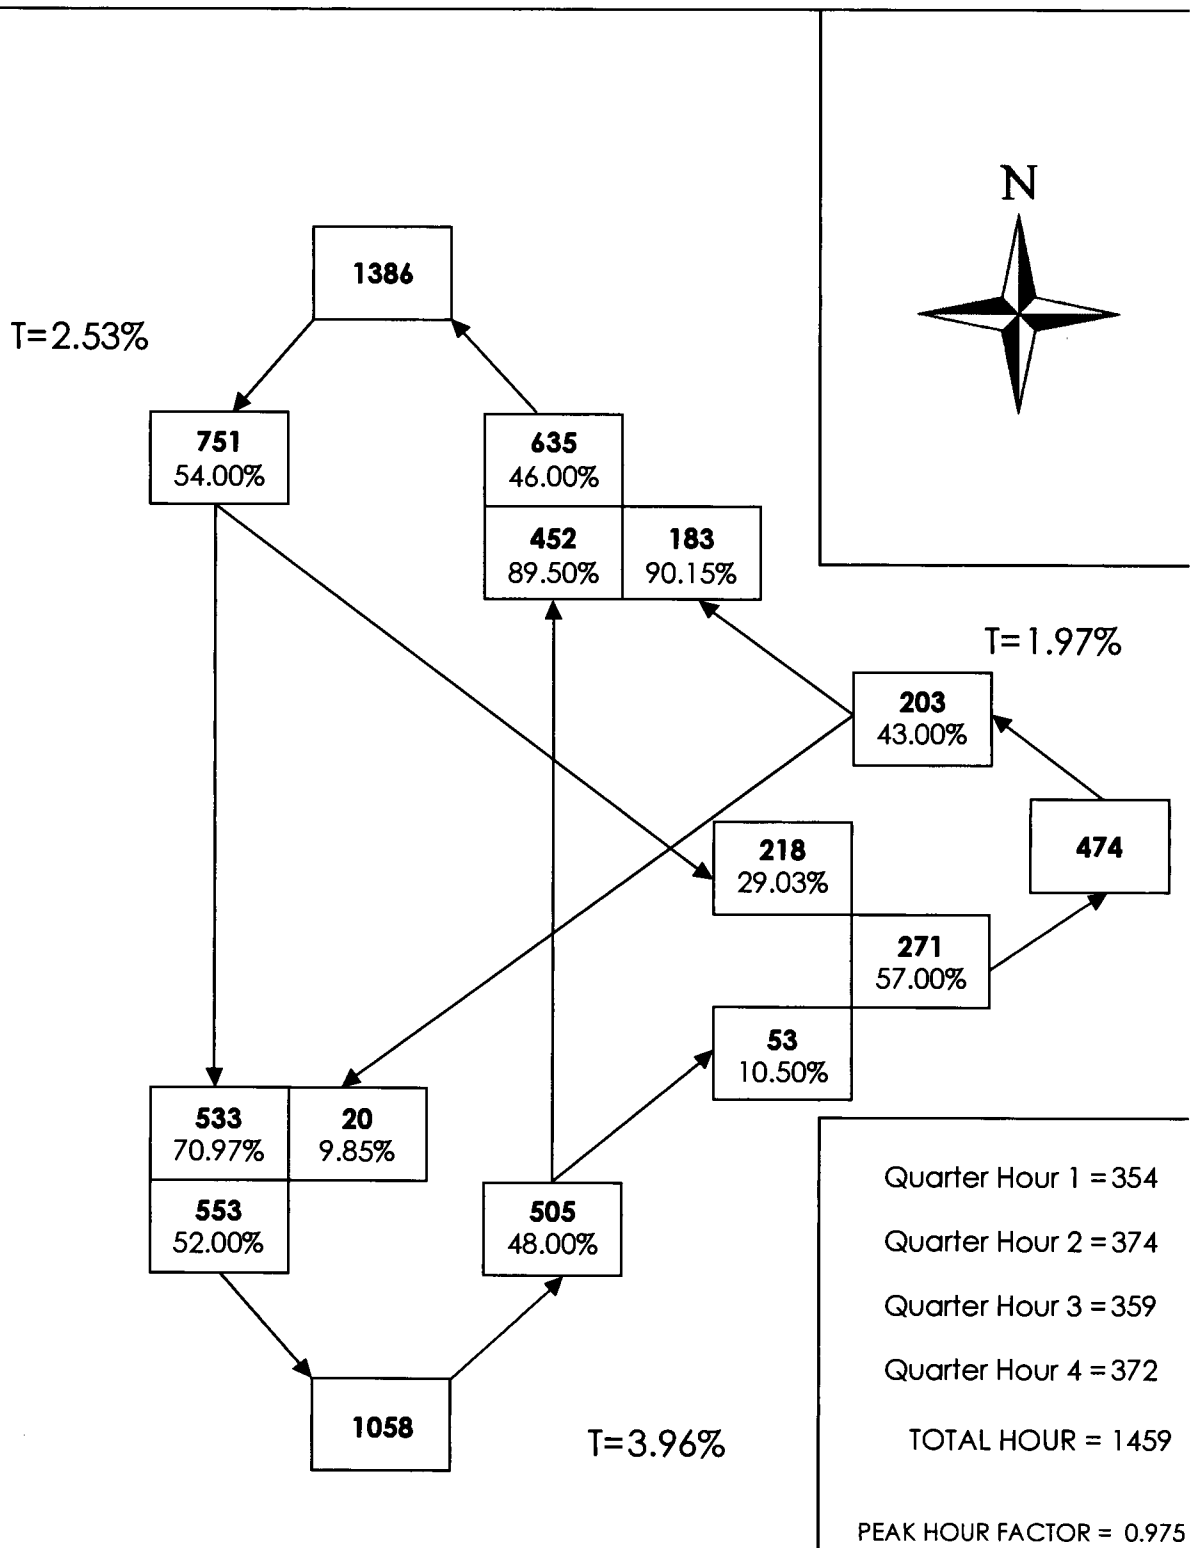 N
1386
T=2.53%
751
54.00%
635
46.00%
452
89.50%
183
90.15%
T=1.97%
203
43.00%
474
218
29.03%
271
57.00%
53
10.50%
533
70.97%
20
9.85%
553
52.00%
505
48.00%
1058
T=3.96%
Quarter Hour 1 =354
Quarter Hour 2 =374
Quarter Hour 3 =359
Quarter Hour 4 =372
TOTAL HOUR = 1459
PEAK HOUR FACTOR = 0.975